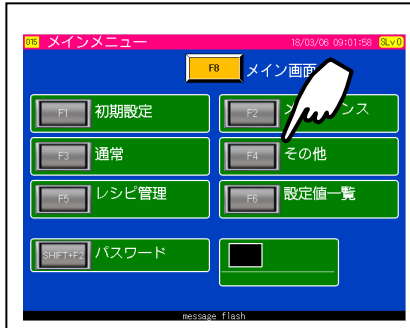 015 メインメニュー 18/03/06 09:01:58 SLv0
F8 メイン画面
F1 初期設定
F2 ンス
F3 通常
F4 その他
F5 レシピ管理
F6 設定値一覧
SHIFT+F2 パスワード
message flash